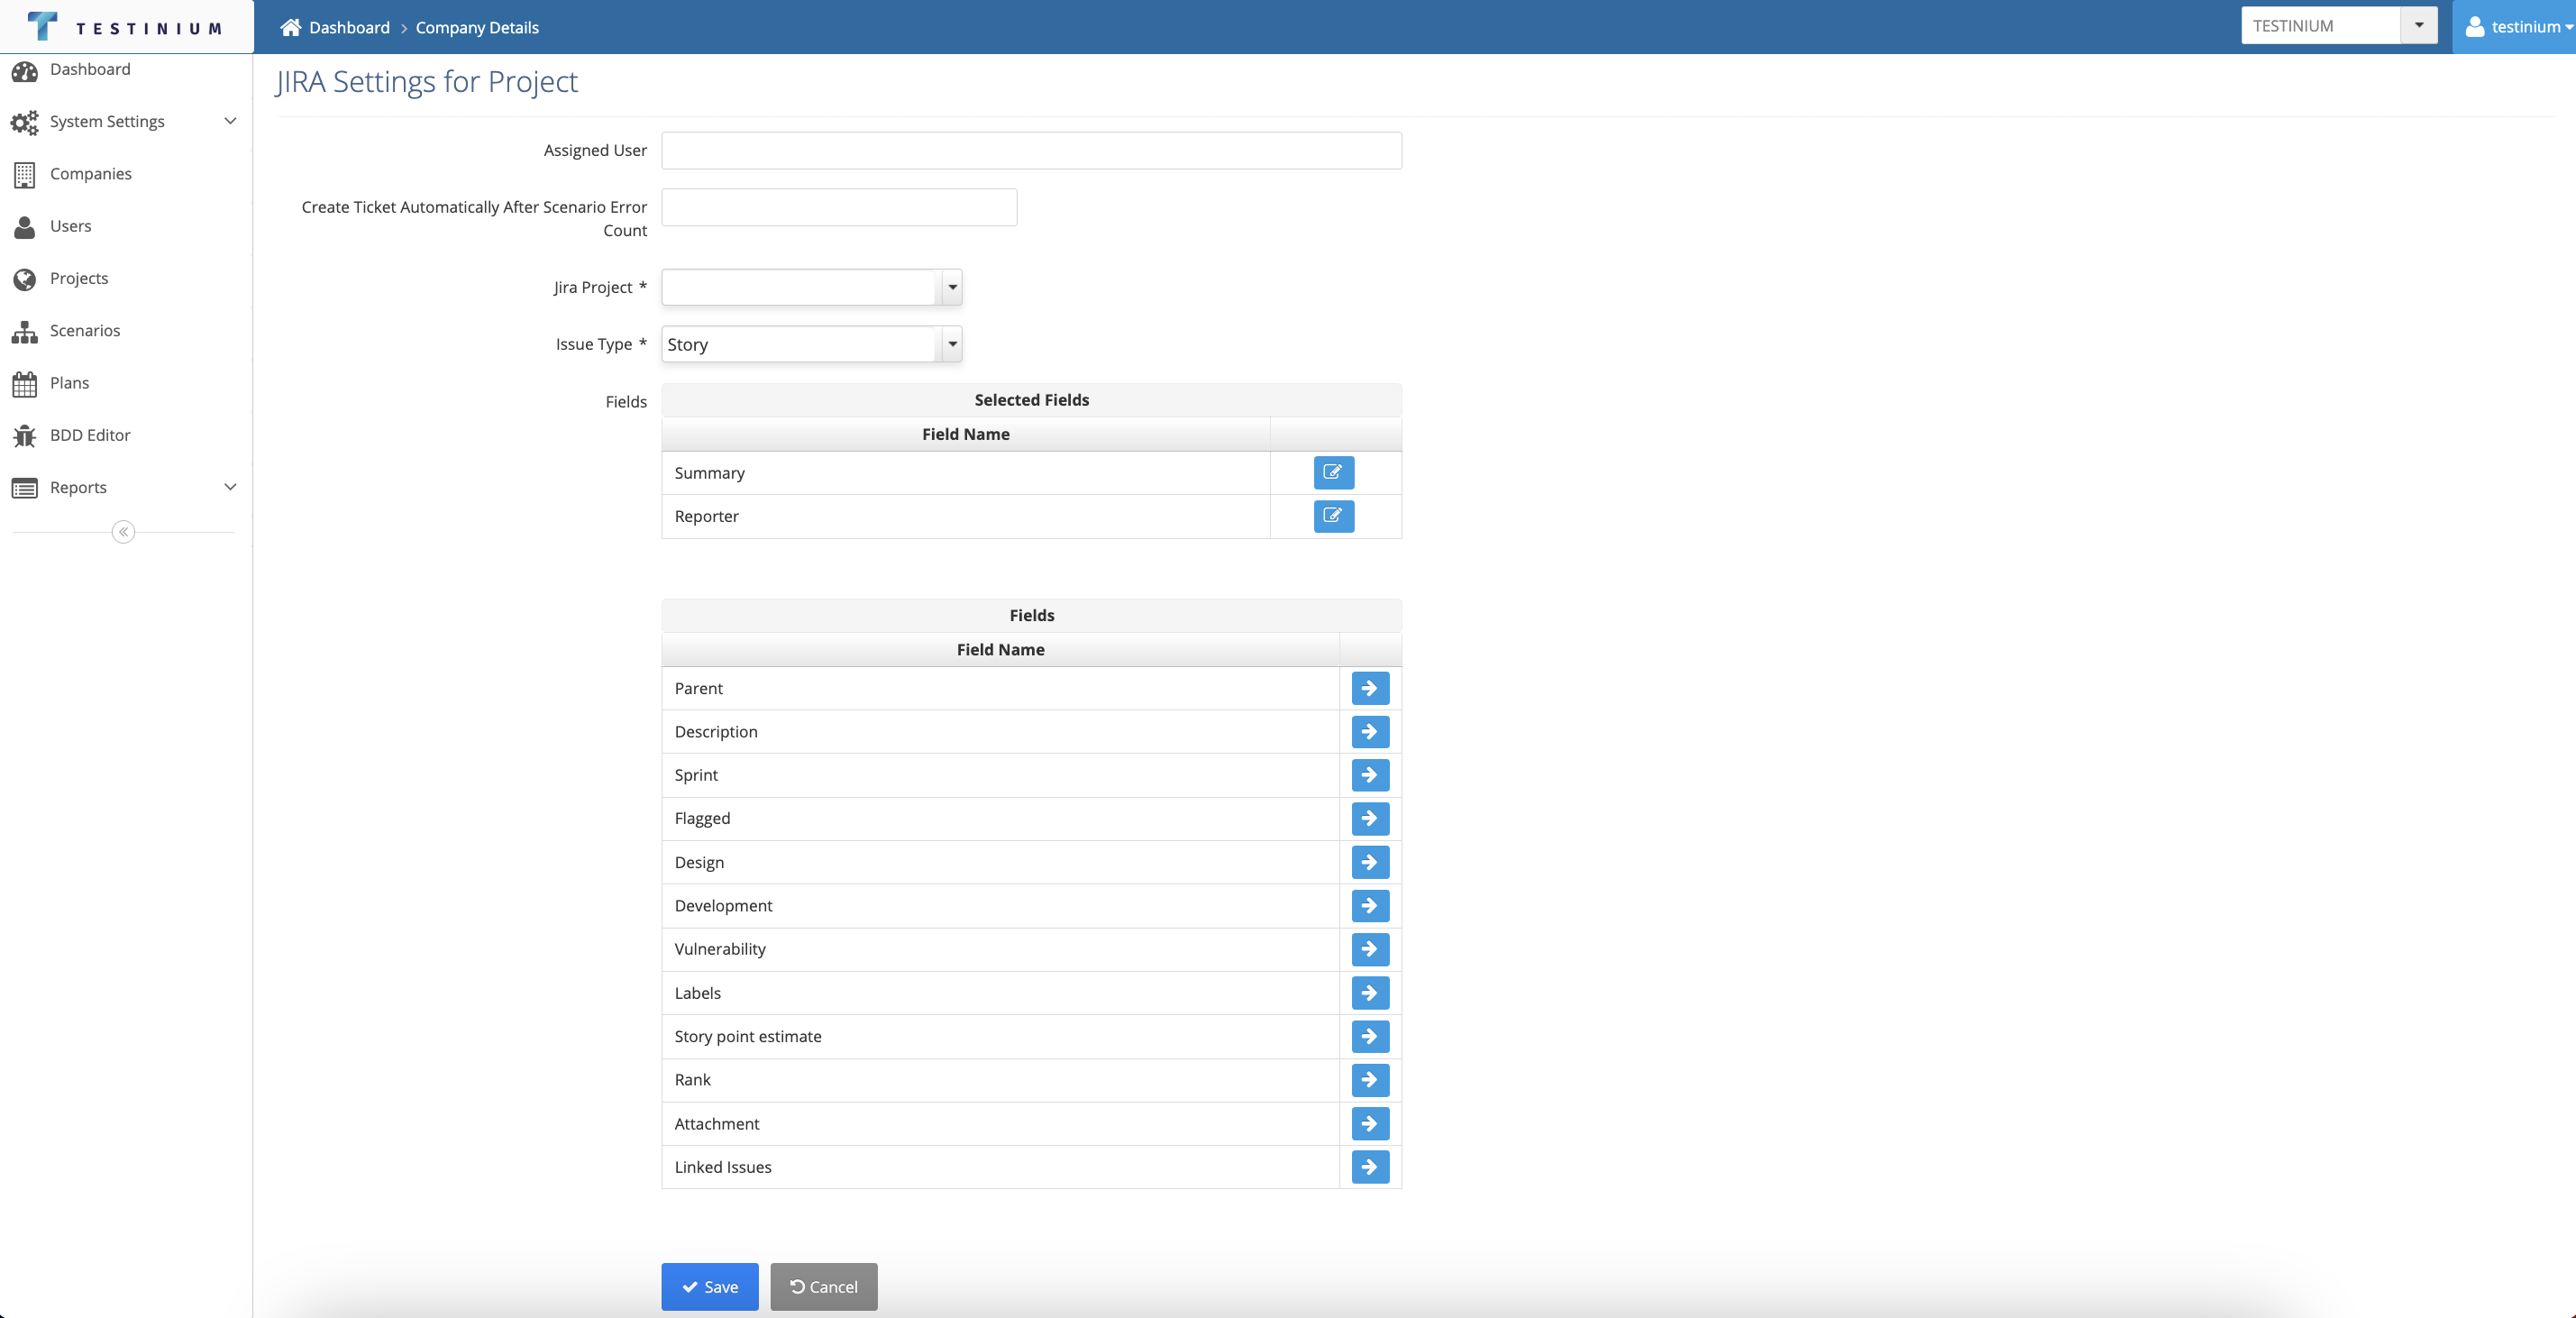 TESTINIUM
Dashboard > Company Details
TESTINIUM
testinium
Dashboard
System Settings
Companies
Users
Projects
Scenarios
Plans
BDD Editor
Reports
JIRA Settings for Project
Assigned User
Create Ticket Automatically After Scenario Error
Count
Jira Project *
Issue Type *
Story
Fields
Selected Fields
Field Name
Summary
Reporter
Fields
Field Name
Parent
Description
Sprint
Flagged
Design
Development
Vulnerability
Labels
Story point estimate
Rank
Attachment
Linked Issues
Save
Cancel